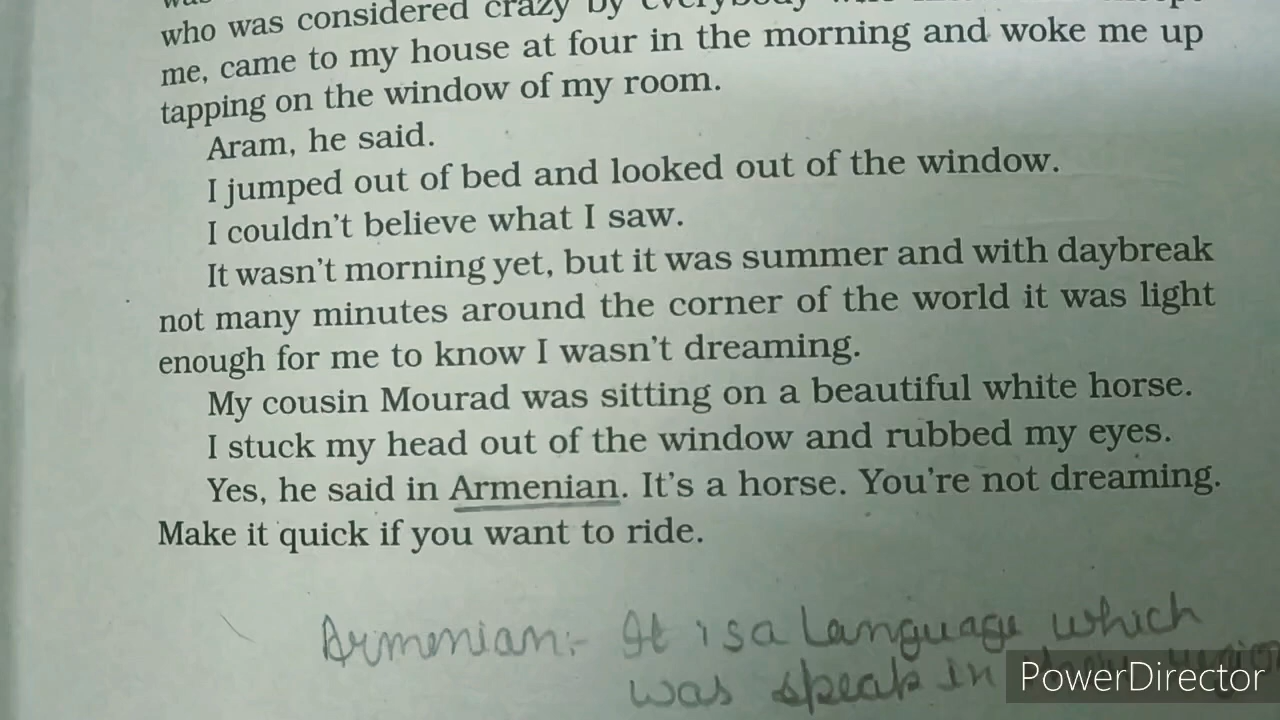 who was considered crazy by everybody
me, came to my house at four in the morning and woke me up
tapping on the window of my room.
Aram, he said.
I jumped out of bed and looked out of the window.
I couldn't believe what I saw.
It wasn't morning yet, but it was summer and with daybreak
not many minutes around the corner of the world it was light
enough for me to know I wasn't dreaming.
My cousin Mourad was sitting on a beautiful white horse.
I stuck my head out of the window and rubbed my eyes.
Yes, he said in Armenian. It's a horse. You're not dreaming.
Make it quick if you want to ride.
Armenian:- It is a language which
was speak in
PowerDirector